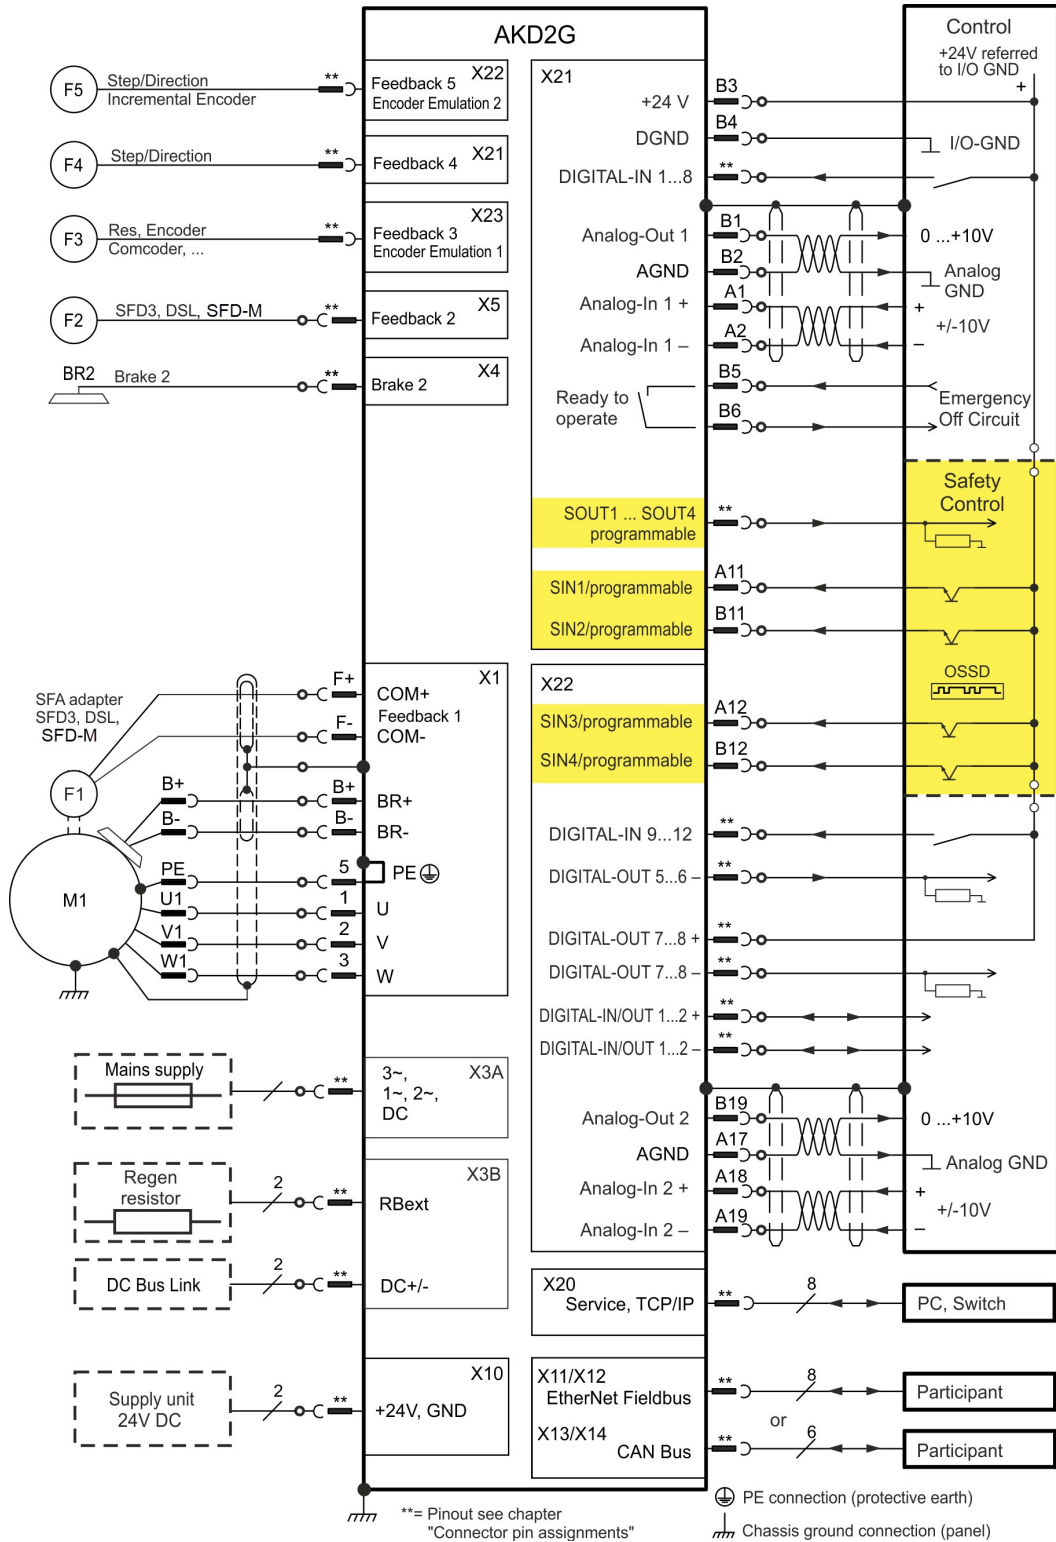 AKD2G
F5
Step/Direction
Incremental Encoder
**
X22
Feedback 5
Encoder Emulation 2
F4
Step/Direction
**
X21
Feedback 4
F3
Res, Encoder
Comcoder, ...
**
X23
Feedback 3
Encoder Emulation 1
F2
SFD3, DSL, SFD-M
**
X5
Feedback 2
BR2
Brake 2
**
X4
Brake 2
SFA adapter
SFD3, DSL,
SFD-M
F1
M1
F+
F-
X1
COM+
Feedback 1
COM-
B+
B+
BR+
B-
B-
BR-
PE
5
PE
U1
1
U
V1
2
V
W1
3
W
Mains supply
**
X3A
3~,
1~, 2~,
DC
Regen
resistor
2
**
X3B
RBext
DC Bus Link
2
**
DC+/-
Supply unit
24V DC
2
**
X10
+24V, GND
X21
+24 V
B3
DGND
B4
DIGITAL-IN 1...8
**
Analog-Out 1
B1
AGND
B2
Analog-In 1 +
A1
Analog-In 1 –
A2
Ready to
operate
B5
B6
SOUT1 ... SOUT4
programmable
**
SIN1/programmable
A11
SIN2/programmable
B11
X22
SIN3/programmable
A12
SIN4/programmable
B12
DIGITAL-IN 9...12
**
DIGITAL-OUT 5...6 –
**
DIGITAL-OUT 7...8 +
**
DIGITAL-OUT 7...8 –
**
DIGITAL-IN/OUT 1...2 +
**
DIGITAL-IN/OUT 1...2 –
**
Analog-Out 2
B19
AGND
A17
Analog-In 2 +
A18
Analog-In 2 –
A19
X20
Service, TCP/IP
**
8
PC, Switch
X11/X12
EtherNet Fieldbus
**
8
Participant
or
X13/X14
CAN Bus
**
6
Participant
Control
+24V referred
to I/O GND
+
I/O-GND
0 ...+10V
Analog
GND
+
+/-10V
–
Emergency
Off Circuit
Safety
Control
OSSD
0 ...+10V
Analog GND
+
+/-10V
–
**= Pinout see chapter
"Connector pin assignments"
PE connection (protective earth)
Chassis ground connection (panel)